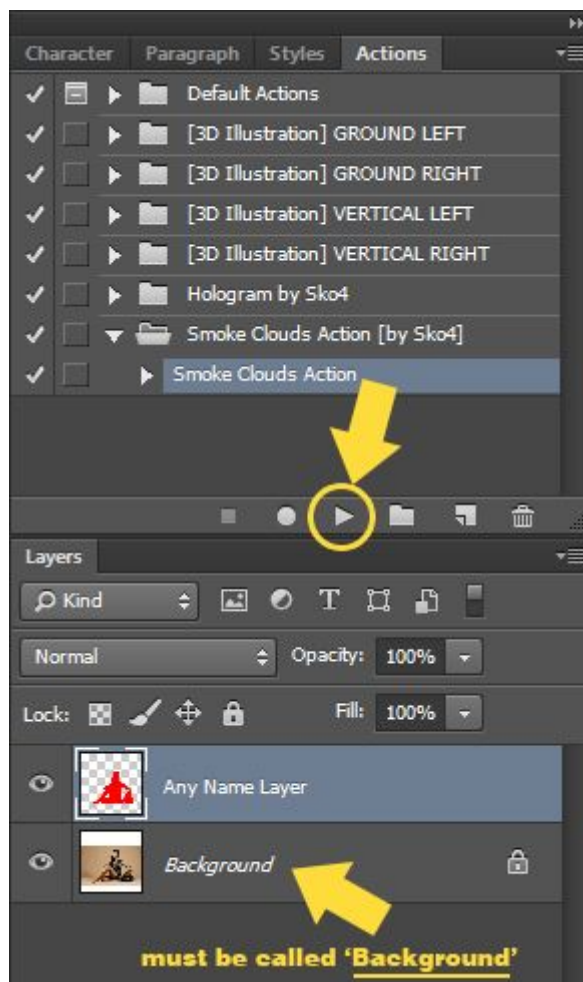 Character Paragraph Styles Actions
Default Actions
[3D Illustration] GROUND LEFT
[3D Illustration] GROUND RIGHT
[3D Illustration] VERTICAL LEFT
[3D Illustration] VERTICAL RIGHT
Hologram by Sko4
Smoke Clouds Action [by Sko4]
Smoke Clouds Action
Layers
Kind T
Normal Opacity: 100%
Lock: Fill: 100%
Any Name Layer
Background
must be called ‘Background’